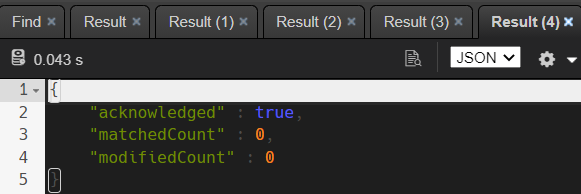 Find × Result × Result (1) × Result (2) × Result (3) × Result (4) ×
0.043 s JSON
1 {
2 "acknowledged" : true,
3 "matchedCount" : 0,
4 "modifiedCount" : 0
5 }